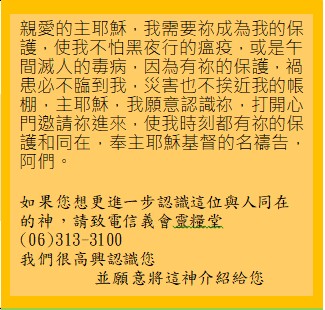 親愛的主耶穌，我需要祢成為我的保
護，使我不怕黑夜行的瘟疫，或是午
間滅人的毒病，因為有祢的保護，禍
患必不臨到我，災害也不挨近我的帳
棚，主耶穌，我願意認識祢，打開心
門邀請祢進來，使我時刻都有祢的保
護和同在，奉主耶穌基督的名禱告，
阿們。
如果您想更進一步認識這位與人同在
的神，請致電信義會靈糧堂
(06)313-3100
我們很高興認識您
並願意將這神介紹給您